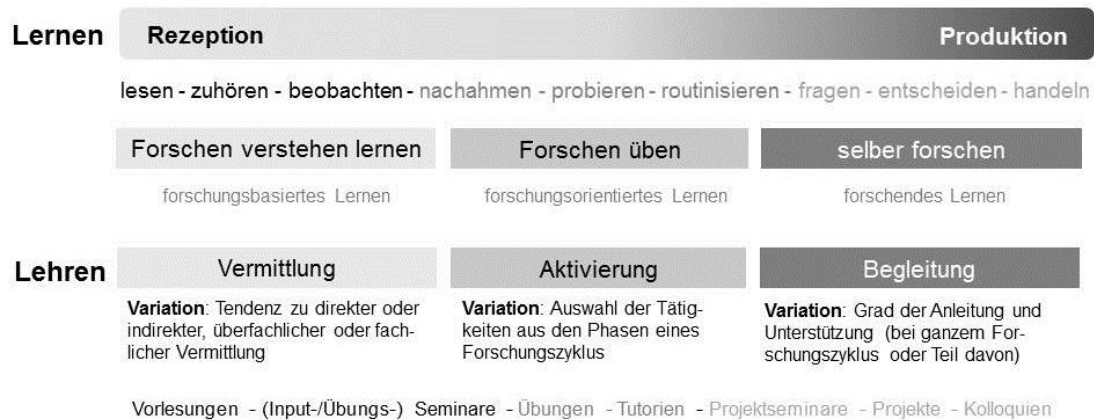 Lernen Rezeption Produktion
lesen - zuhören - beobachten - nachahmen - probieren - routinisieren - fragen - entscheiden - handeln
Forschen verstehen lernen
Forschen üben
selber forschen
forschungsbasiertes Lernen
forschungsorientiertes Lernen
forschendes Lernen
Lehren
Vermittlung
Aktivierung
Begleitung
Variation: Tendenz zu direkter oder
indirekter, überfachlicher oder fach-
licher Vermittlung
Variation: Auswahl der Tätig-
keiten aus den Phasen eines
Forschungszyklus
Variation: Grad der Anleitung und
Unterstützung (bei ganzem For-
schungszyklus oder Teil davon)
Vorlesungen - (Input-/Übungs-) Seminare - Übungen - Tutorien - Projektseminare - Projekte - Kolloquien